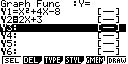 Graph Func :Y=
Y1=X²+4X-8 [—]
Y2=2X+3 [—]
Y3: [—]
Y4: [—]
Y5: [—]
Y6: [—]
SEL DEL TYPE STYL GMEM DRAW